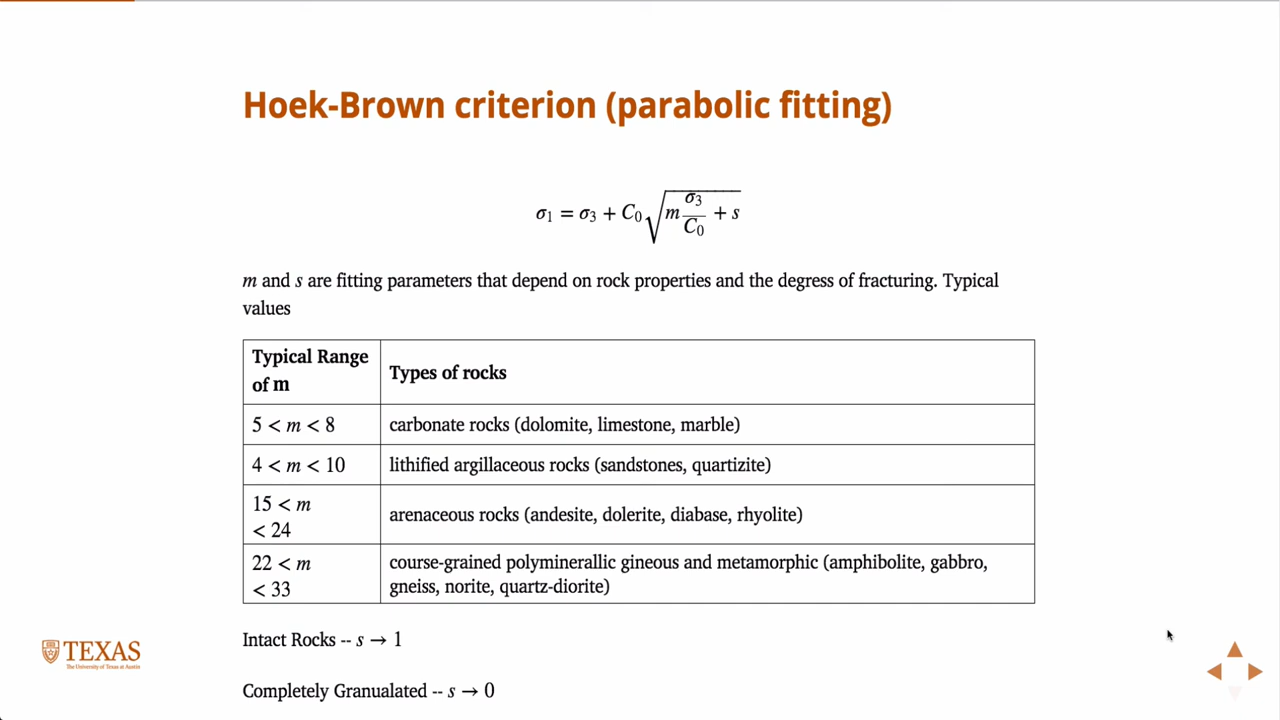 Hoek-Brown criterion (parabolic fitting)
σ₁ = σ₃ + C₀√(m σ₃/C₀ + s)
m and s are fitting parameters that depend on rock properties and the degress of fracturing. Typical
values
Typical Range
of m
Types of rocks
5 < m < 8
carbonate rocks (dolomite, limestone, marble)
4 < m < 10
lithified argillaceous rocks (sandstones, quartizite)
15 < m
< 24
arenaceous rocks (andesite, dolerite, diabase, rhyolite)
22 < m
< 33
course-grained polyminerallic gineous and metamorphic (amphibolite, gabbro,
gneiss, norite, quartz-diorite)
Intact Rocks -- s → 1
Completely Granualated -- s → 0
TEXAS
The University of Texas at Austin